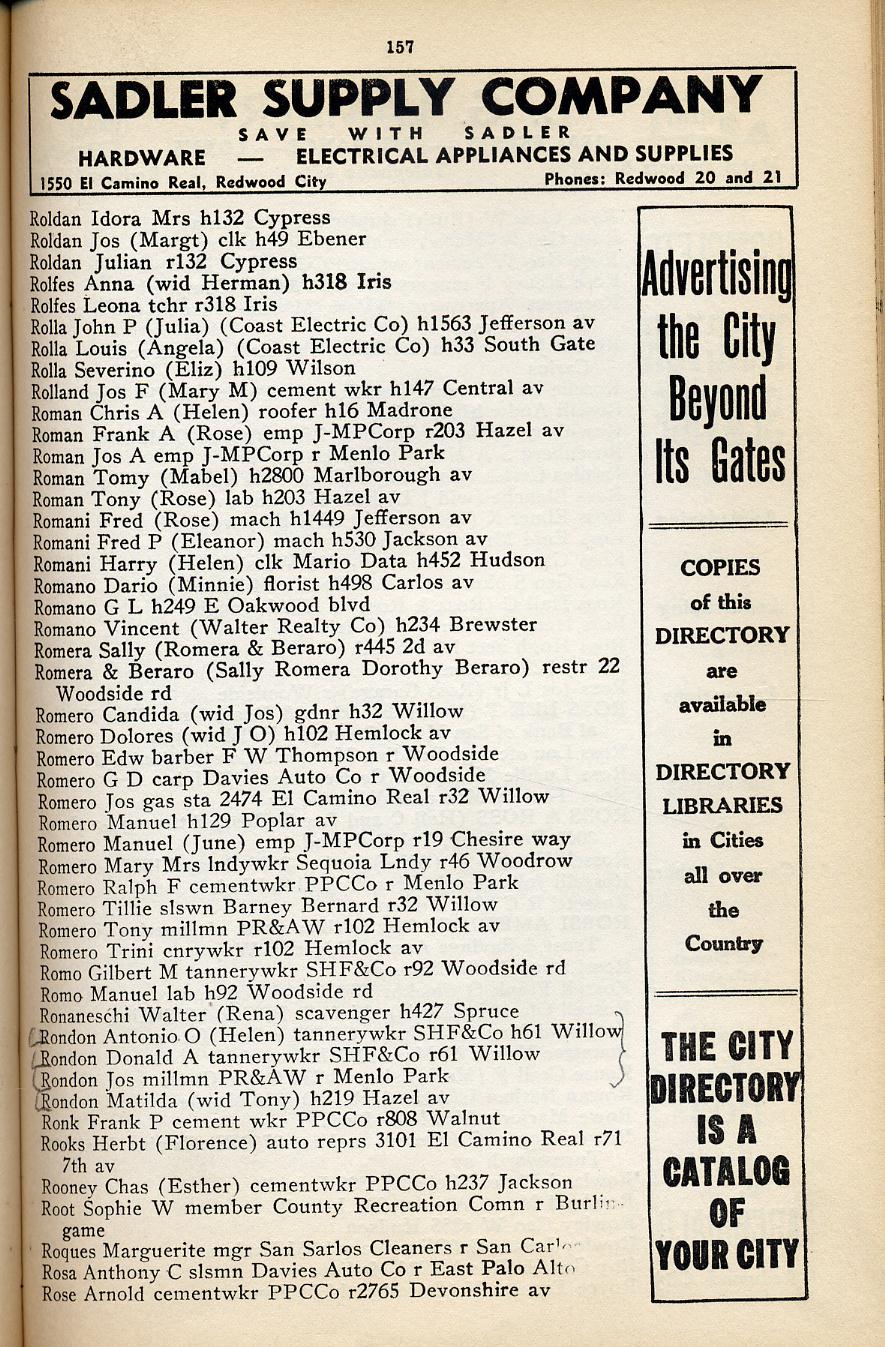 157
SADLER SUPPLY COMPANY
SAVE WITH SADLER
HARDWARE — ELECTRICAL APPLIANCES AND SUPPLIES
1550 El Camino Real, Redwood City Phones: Redwood 20 and 21
Roldan Idora Mrs h132 Cypress
Roldan Jos (Margt) clk h49 Ebener
Roldan Julian r132 Cypress
Rolfes Anna (wid Herman) h318 Iris
Rolfes Leona tchr r318 Iris
Rolla John P (Julia) (Coast Electric Co) h1563 Jefferson av
Rolla Louis (Angela) (Coast Electric Co) h33 South Gate
Rolla Severino (Eliz) h109 Wilson
Rolland Jos F (Mary M) cement wkr h147 Central av
Roman Chris A (Helen) roofer h16 Madrone
Roman Frank A (Rose) emp J-MPCorp r203 Hazel av
Roman Jos A emp J-MPCorp r Menlo Park
Roman Tomy (Mabel) h2800 Marlborough av
Roman Tony (Rose) lab h203 Hazel av
Romani Fred (Rose) mach h1449 Jefferson av
Romani Fred P (Eleanor) mach h530 Jackson av
Romani Harry (Helen) clk Mario Data h452 Hudson
Romano Dario (Minnie) florist h498 Carlos av
Romano G L h249 E Oakwood blvd
Romano Vincent (Walter Realty Co) h234 Brewster
Romera Sally (Romera & Beraro) r445 2d av
Romera & Beraro (Sally Romera Dorothy Beraro) restr 22
Woodside rd
Romero Candida (wid Jos) gdnr h32 Willow
Romero Dolores (wid J O) h102 Hemlock av
Romero Edw barber F W Thompson r Woodside
Romero G D carp Davies Auto Co r Woodside
Romero Jos gas sta 2474 El Camino Real r32 Willow
Romero Manuel h129 Poplar av
Romero Manuel (June) emp J-MPCorp r19 Chesire way
Romero Mary Mrs lndywkr Sequoia Lndy r46 Woodrow
Romero Ralph F cementwkr PPCCo r Menlo Park
Romero Tillie slswn Barney Bernard r32 Willow
Romero Tony millmn PR&AW r102 Hemlock av
Romero Trini cnrywkr r102 Hemlock av
Romo Gilbert M tannerywkr SHF&Co r92 Woodside rd
Romo Manuel lab h92 Woodside rd
Ronaneschi Walter (Rena) scavenger h427 Spruce
Rondon Antonio O (Helen) tannerywkr SHF&Co h61 Willow
Rondon Donald A tannerywkr SHF&Co r61 Willow
Rondon Jos millmn PR&AW r Menlo Park
Rondon Matilda (wid Tony) h219 Hazel av
Ronk Frank P cement wkr PPCCo r808 Walnut
Rooks Herbt (Florence) auto reprs 3101 El Camino Real r71
7th av
Rooney Chas (Esther) cementwkr PPCCo h237 Jackson
Root Sophie W member County Recreation Comn r Burlin-
game
Roques Marguerite mgr San Sarlos Cleaners r San Carlos
Rosa Anthony C slsmn Davies Auto Co r East Palo Alto
Rose Arnold cementwkr PPCCo r2765 Devonshire av
Advertising
the City
Beyond
Its Gates
COPIES
of this
DIRECTORY
are
available
in
DIRECTORY
LIBRARIES
in Cities
all over
the
Country
THE CITY
DIRECTORY
IS A
CATALOG
OF
YOUR CITY